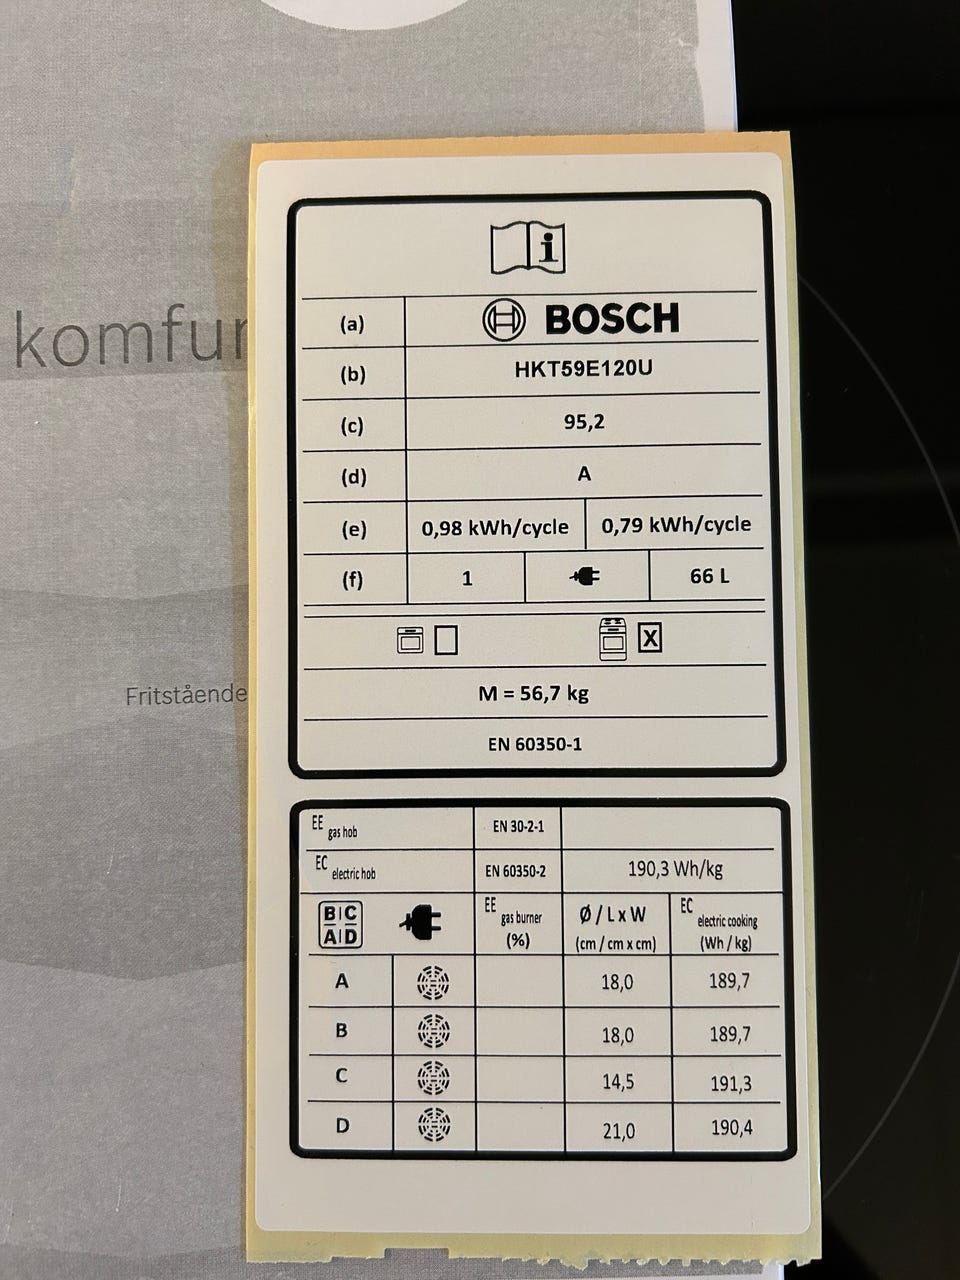 komfur
Fritstående
i
(a) BOSCH
(b) HKT59E120U
(c) 95,2
(d) A
(e) 0,98 kWh/cycle 0,79 kWh/cycle
(f) 1 66 L
X
M = 56,7 kg
EN 60350-1
EE gas hob EN 30-2-1
EC electric hob EN 60350-2 190,3 Wh/kg
B C A D EE gas burner (%) Ø / L x W (cm / cm x cm) EC electric cooking (Wh / kg)
A 18,0 189,7
B 18,0 189,7
C 14,5 191,3
D 21,0 190,4